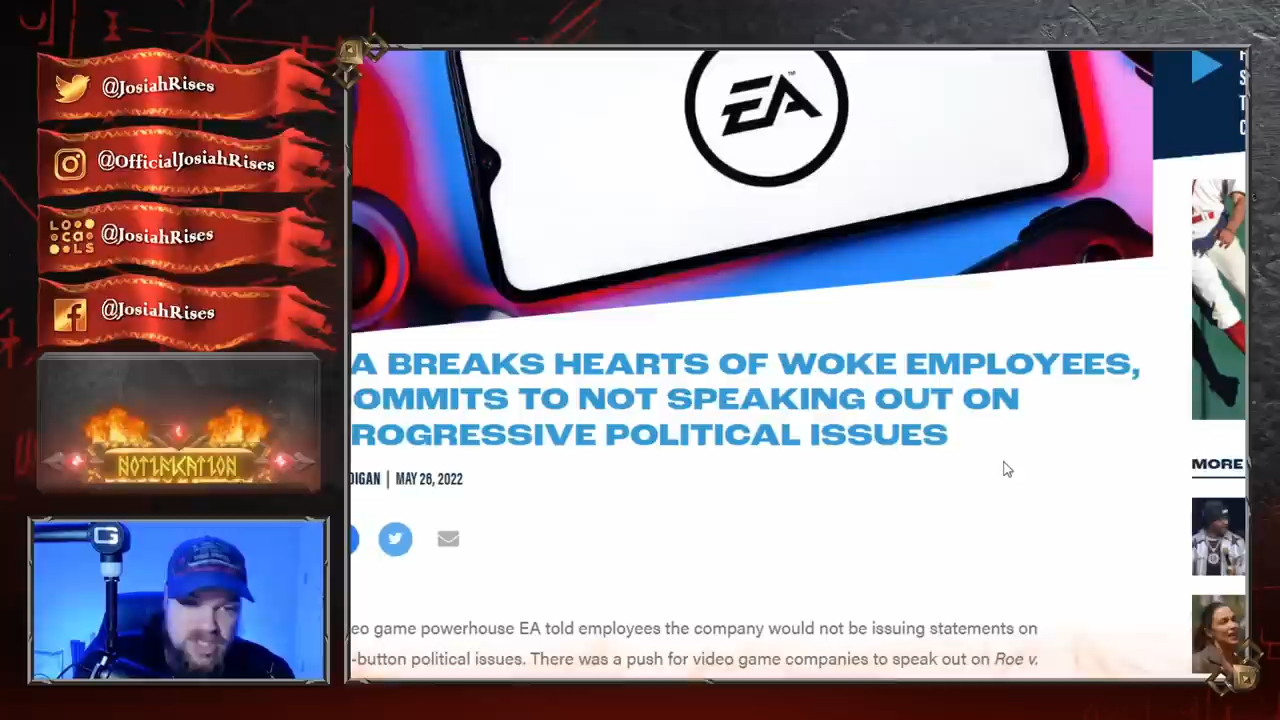 @JosiahRises
@OfficialJosiahRises
LOCALS
@JosiahRises
@JosiahRises
NOTIFICATION
G
EA
™
A BREAKS HEARTS OF WOKE EMPLOYEES,
OMMITS TO NOT SPEAKING OUT ON
ROGRESSIVE POLITICAL ISSUES
DIGAN | MAY 26, 2022
eo game powerhouse EA told employees the company would not be issuing statements on
-button political issues. There was a push for video game companies to speak out on Roe v.
MORE